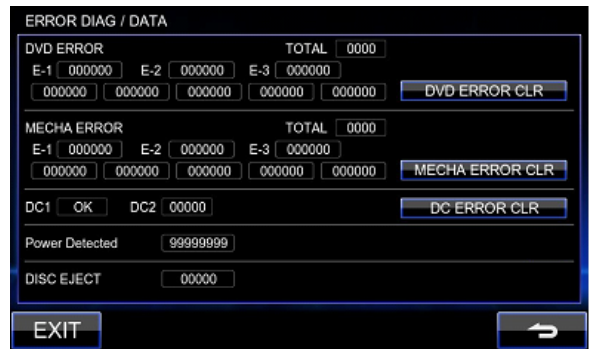 ERROR DIAG / DATA
DVD ERROR TOTAL 0000
E-1 000000 E-2 000000 E-3 000000
000000 000000 000000 000000 000000 DVD ERROR CLR
MECHA ERROR TOTAL 0000
E-1 000000 E-2 000000 E-3 000000
000000 000000 000000 000000 000000 MECHA ERROR CLR
DC1 OK DC2 00000 DC ERROR CLR
Power Detected 99999999
DISC EJECT 00000
EXIT